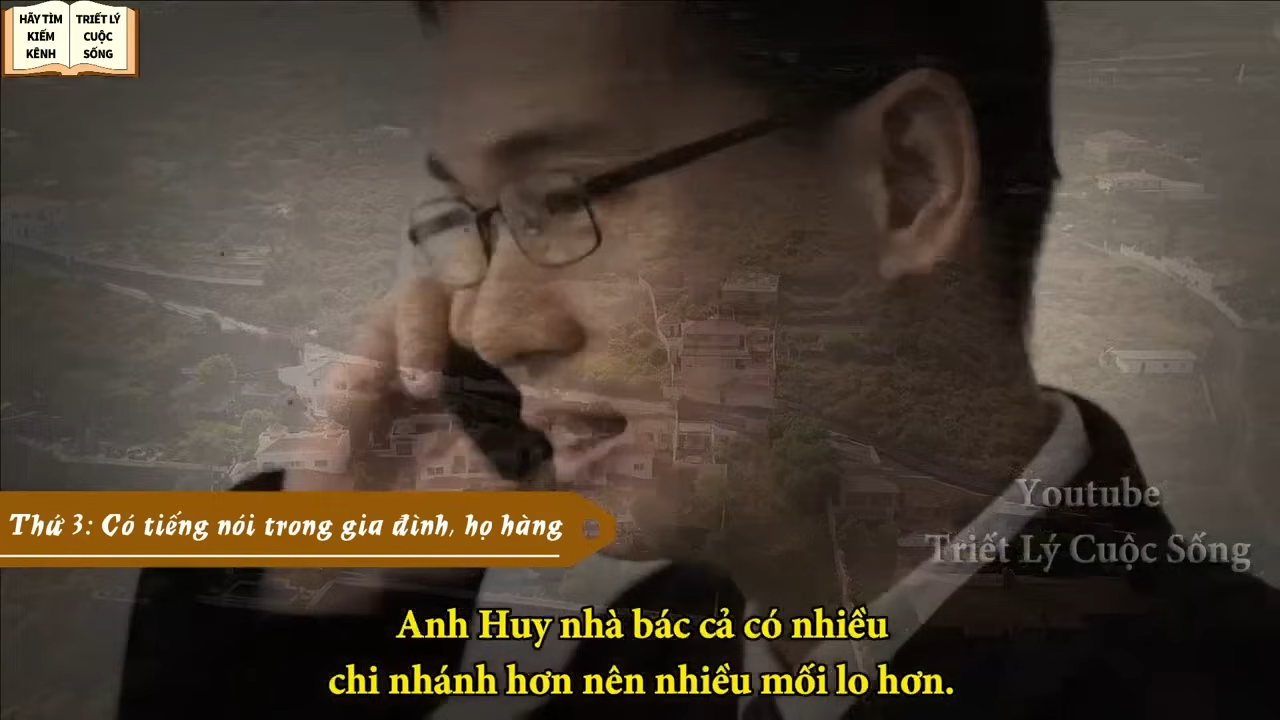 HÃY TÌM
KIẾM
KÊNH
TRIẾT LÝ
CUỘC
SỐNG
Youtube
Triết Lý Cuộc Sống
Thứ 3: Có tiếng nói trong gia đình, họ hàng
Anh Huy nhà bác cả có nhiều
chi nhánh hơn nên nhiều mối lo hơn.